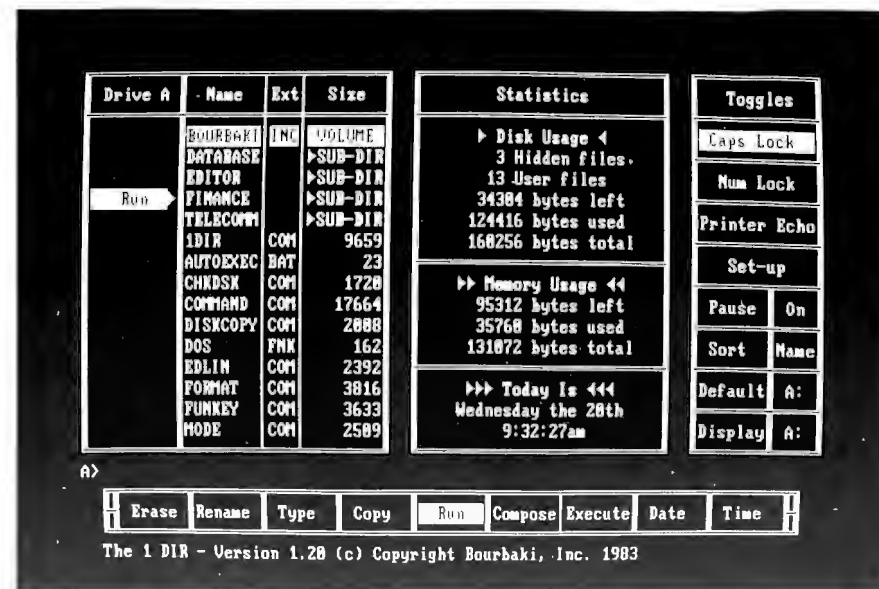 Drive A Name Ext Size
BOURBAKI INC VOLUME
DATABASE ►SUB-DIR
EDITOR ►SUB-DIR
Run FINANCE ►SUB-DIR
TELECOMM ►SUB-DIR
1DIR COM 9659
AUTOEXEC BAT 23
CHKDSK COM 1720
COMMAND COM 17664
DISKCOPY COM 2008
DOS FNK 162
EDLIN COM 2392
FORMAT COM 3816
FUNKEY COM 3633
MODE COM 2509
Statistics
► Disk Usage ◄
3 Hidden files
13 User files
34304 bytes left
124416 bytes used
160256 bytes total
►► Memory Usage ◄◄
95312 bytes left
35760 bytes used
131072 bytes total
►►► Today Is ◄◄◄
Wednesday the 20th
9:32:27am
Toggles
Caps Lock
Num Lock
Printer Echo
Set-up
Pause On
Sort Name
Default A:
Display A:
A>
Erase Rename Type Copy Run Compose Execute Date Time
The 1 DIR - Version 1.20 (c) Copyright Bourbaki, Inc. 1983